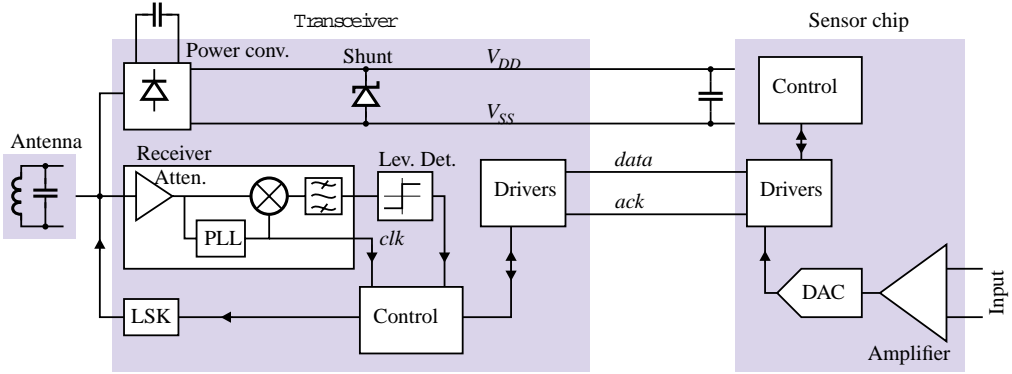 Transceiver
Sensor chip
Power conv.
Shunt
V_DD
Control
V_SS
Antenna
Receiver
Lev. Det.
Atten.
data
Drivers
Drivers
ack
PLL
clk
DAC
Input
LSK
Control
Amplifier